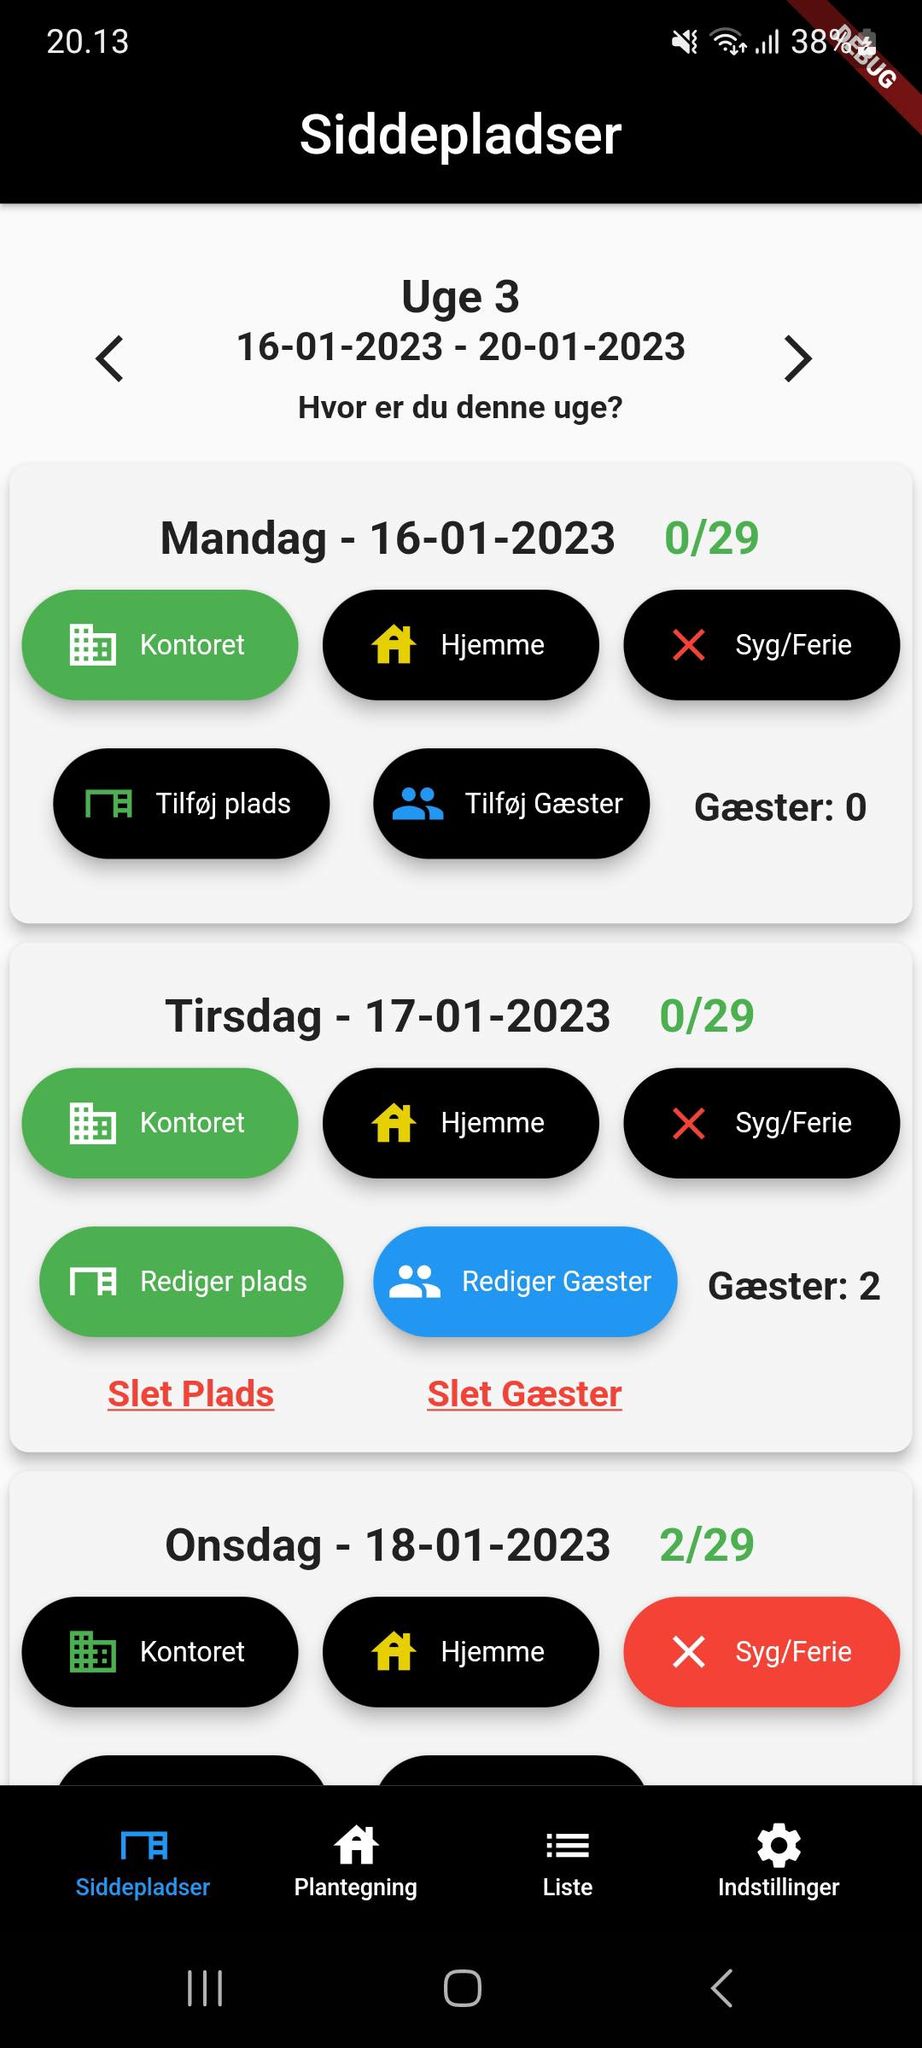 20.13
38%
DEBUG
Siddepladser
Uge 3
16-01-2023 - 20-01-2023
Hvor er du denne uge?
Mandag - 16-01-2023 0/29
Kontoret Hjemme Syg/Ferie
Tilføj plads Tilføj Gæster Gæster: 0
Tirsdag - 17-01-2023 0/29
Kontoret Hjemme Syg/Ferie
Rediger plads Rediger Gæster Gæster: 2
Slet Plads Slet Gæster
Onsdag - 18-01-2023 2/29
Kontoret Hjemme Syg/Ferie
Siddepladser Plantegning Liste Indstillinger